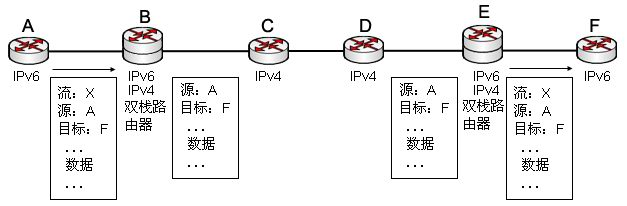 A
B
C
D
E
F
IPv6
IPv6
IPv4
双栈路
由器
IPv4
IPv4
IPv6
IPv4
双栈路
由器
IPv6
流：X
源：A
目标：F
...
数据
...
源：A
目标：F
...
数据
...
源：A
目标：F
...
数据
...
流：X
源：A
目标：F
...
数据
...